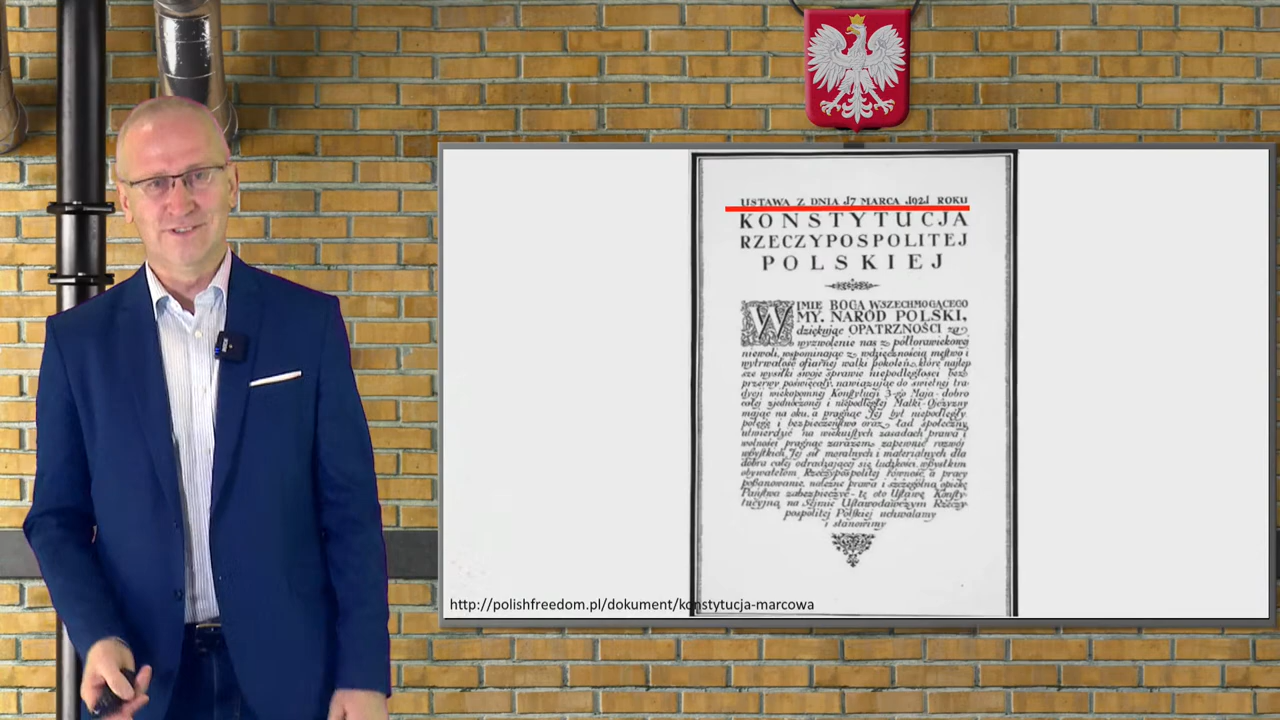 USTAWA Z DNIA 17 MARCA 1921 ROKU
KONSTYTUCJA
RZECZYPOSPOLITEJ
POLSKIEJ
W IMIĘ BOGA WSZECHMOGĄCEGO
MY, NARÓD POLSKI,
dziękując OPATRZNOŚCI za
wyzwolenie nas z półtorawiekowej
niewoli, wspominając z wdzięcznością męstwo i
wytrwałość ofiarnej walki pokoleń, które najlep
sze wysiłki swoje sprawie niepodległości bez
przerwy poświęcały, nawiązując do świetnej tra-
dycji wiekopomnej Konstytucji 3-go Maja - dobro
całej zjednoczonej i niepodległej Matki-Ojczyzny
mając na oku, a pragnąc Jej byt niepodległy,
potęgę i bezpieczeństwo oraz ład społeczny
utwierdzić na wiekuistych zasadach prawa i
wolności pragnąc zarazem zapewnić rozwój
wszystkich Jej sił moralnych i materialnych dla
dobra całej odradzającej się ludzkości, wszystkim
obywatelom Rzeczypospolitej równość, a pracy
poszanowanie, należne prawa i szczególną opiekę
Państwa zabezpieczyć - tę oto Ustawę Konsty-
tucyjną na Sejmie Ustawodawczym Rzeczy-
pospolitej Polskiej uchwalamy
i stanowimy
http://polishfreedom.pl/dokument/konstytucja-marcowa